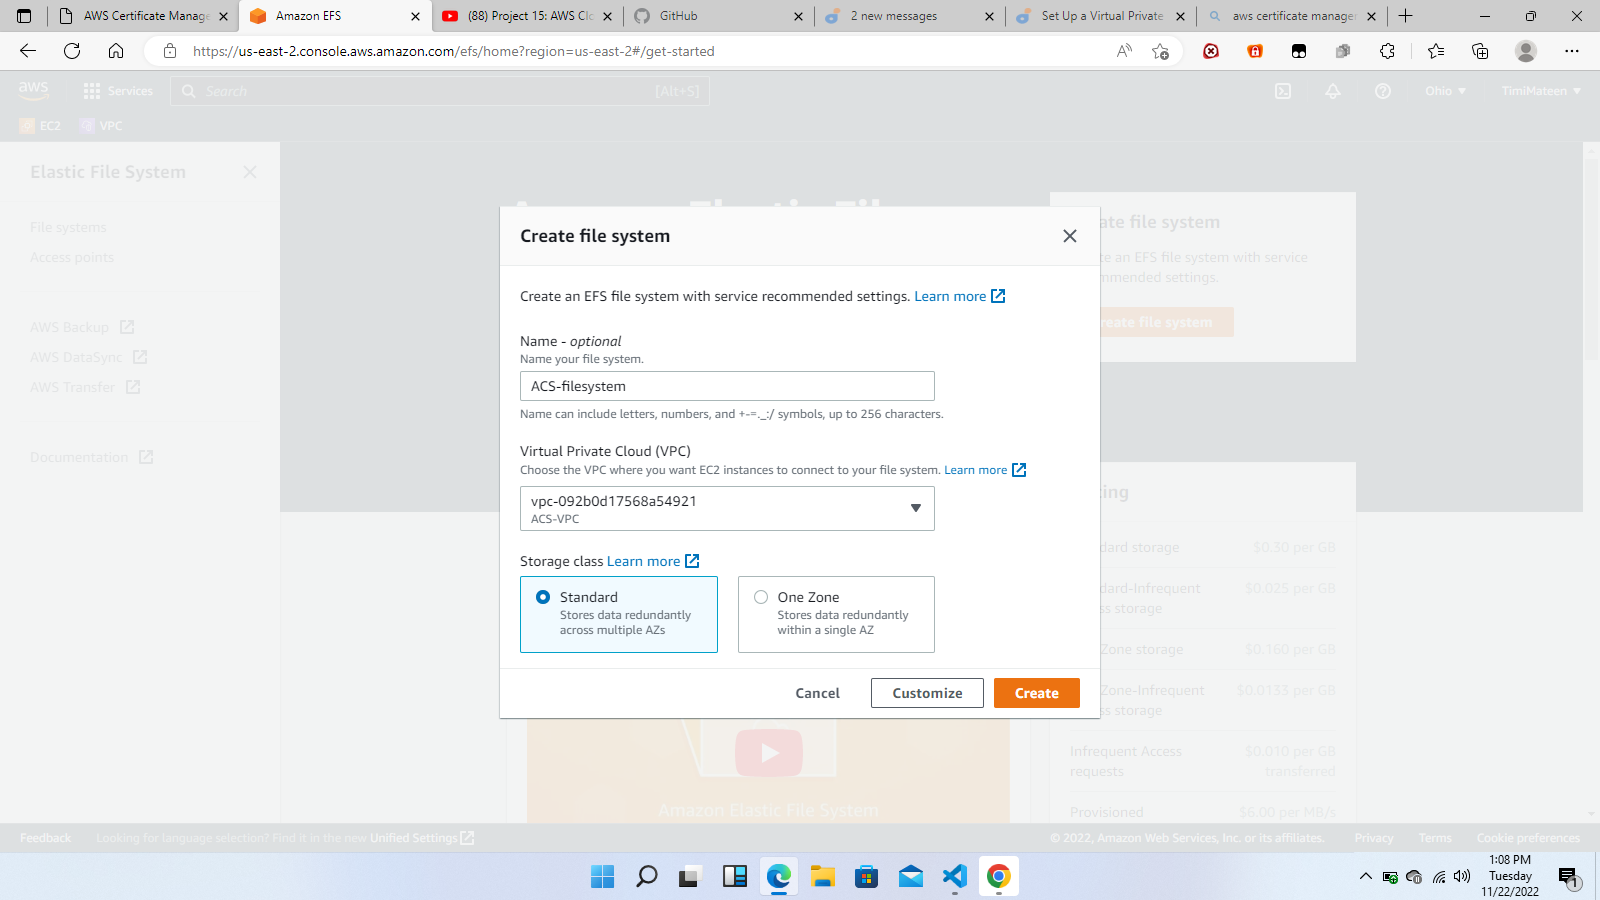 AWS Certificate Manage
Amazon EFS
(88) Project 15: AWS Clo
GitHub
2 new messages
Set Up a Virtual Private
aws certificate manager
https://us-east-2.console.aws.amazon.com/efs/home?region=us-east-2#/get-started
aws
Services
Search
[Alt+S]
Ohio
TimiMateen
EC2
VPC
Elastic File System
File systems
Access points
AWS Backup
AWS DataSync
AWS Transfer
Documentation
Create file system
Create an EFS file system with service recommended settings. Learn more
Name - optional
Name your file system.
ACS-filesystem
Name can include letters, numbers, and +-=._:/ symbols, up to 256 characters.
Virtual Private Cloud (VPC)
Choose the VPC where you want EC2 instances to connect to your file system. Learn more
vpc-092b0d17568a54921
ACS-VPC
Storage class Learn more
Standard
Stores data redundantly
across multiple AZs
One Zone
Stores data redundantly
within a single AZ
Cancel
Customize
Create
ate file system
te an EFS file system with service
mmended settings.
reate file system
ing
dard storage
$0.30 per GB
dard-Infrequent
$0.025 per GB
ss storage
Zone storage
$0.160 per GB
Zone-Infrequent
$0.0133 per GB
ss storage
Infrequent Access
$0.010 per GB
requests
transferred
Provisioned
$6.00 per MB/s
Amazon Elastic File System
Feedback
Looking for language selection? Find it in the new Unified Settings
© 2022, Amazon Web Services, Inc. or its affiliates.
Privacy
Terms
Cookie preferences
1:08 PM
Tuesday
11/22/2022
1